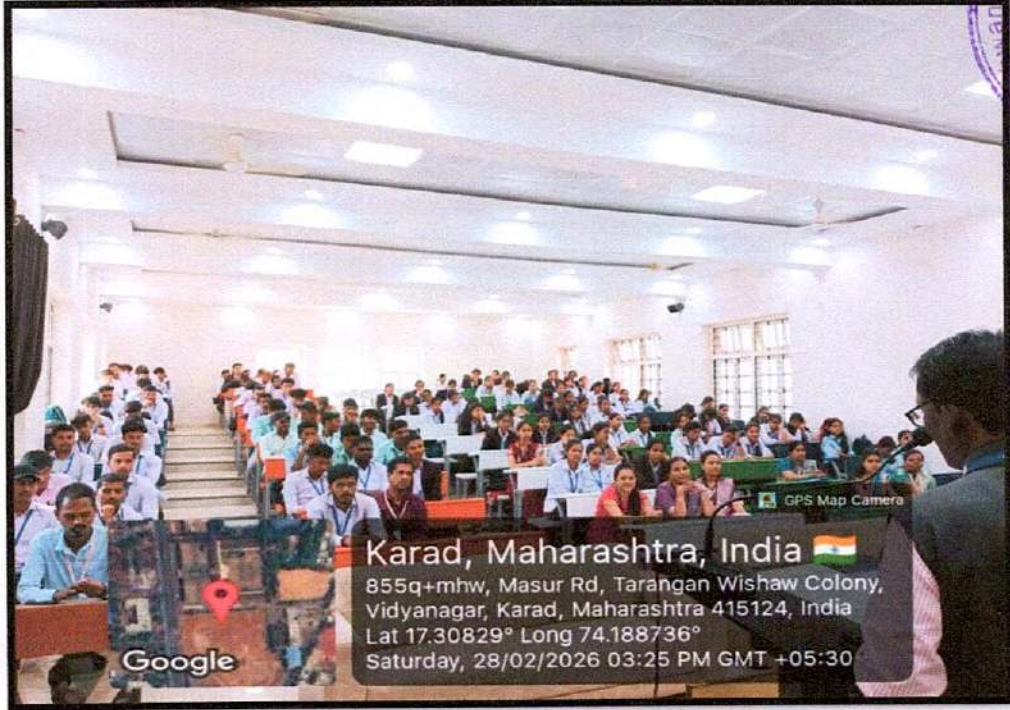 GPS Map Camera
Karad, Maharashtra, India
855q+mhw, Masur Rd, Tarangan Wishaw Colony,
Vidyanagar, Karad, Maharashtra 415124, India
Lat 17.30829° Long 74.188736°
Saturday, 28/02/2026 03:25 PM GMT +05:30
Google